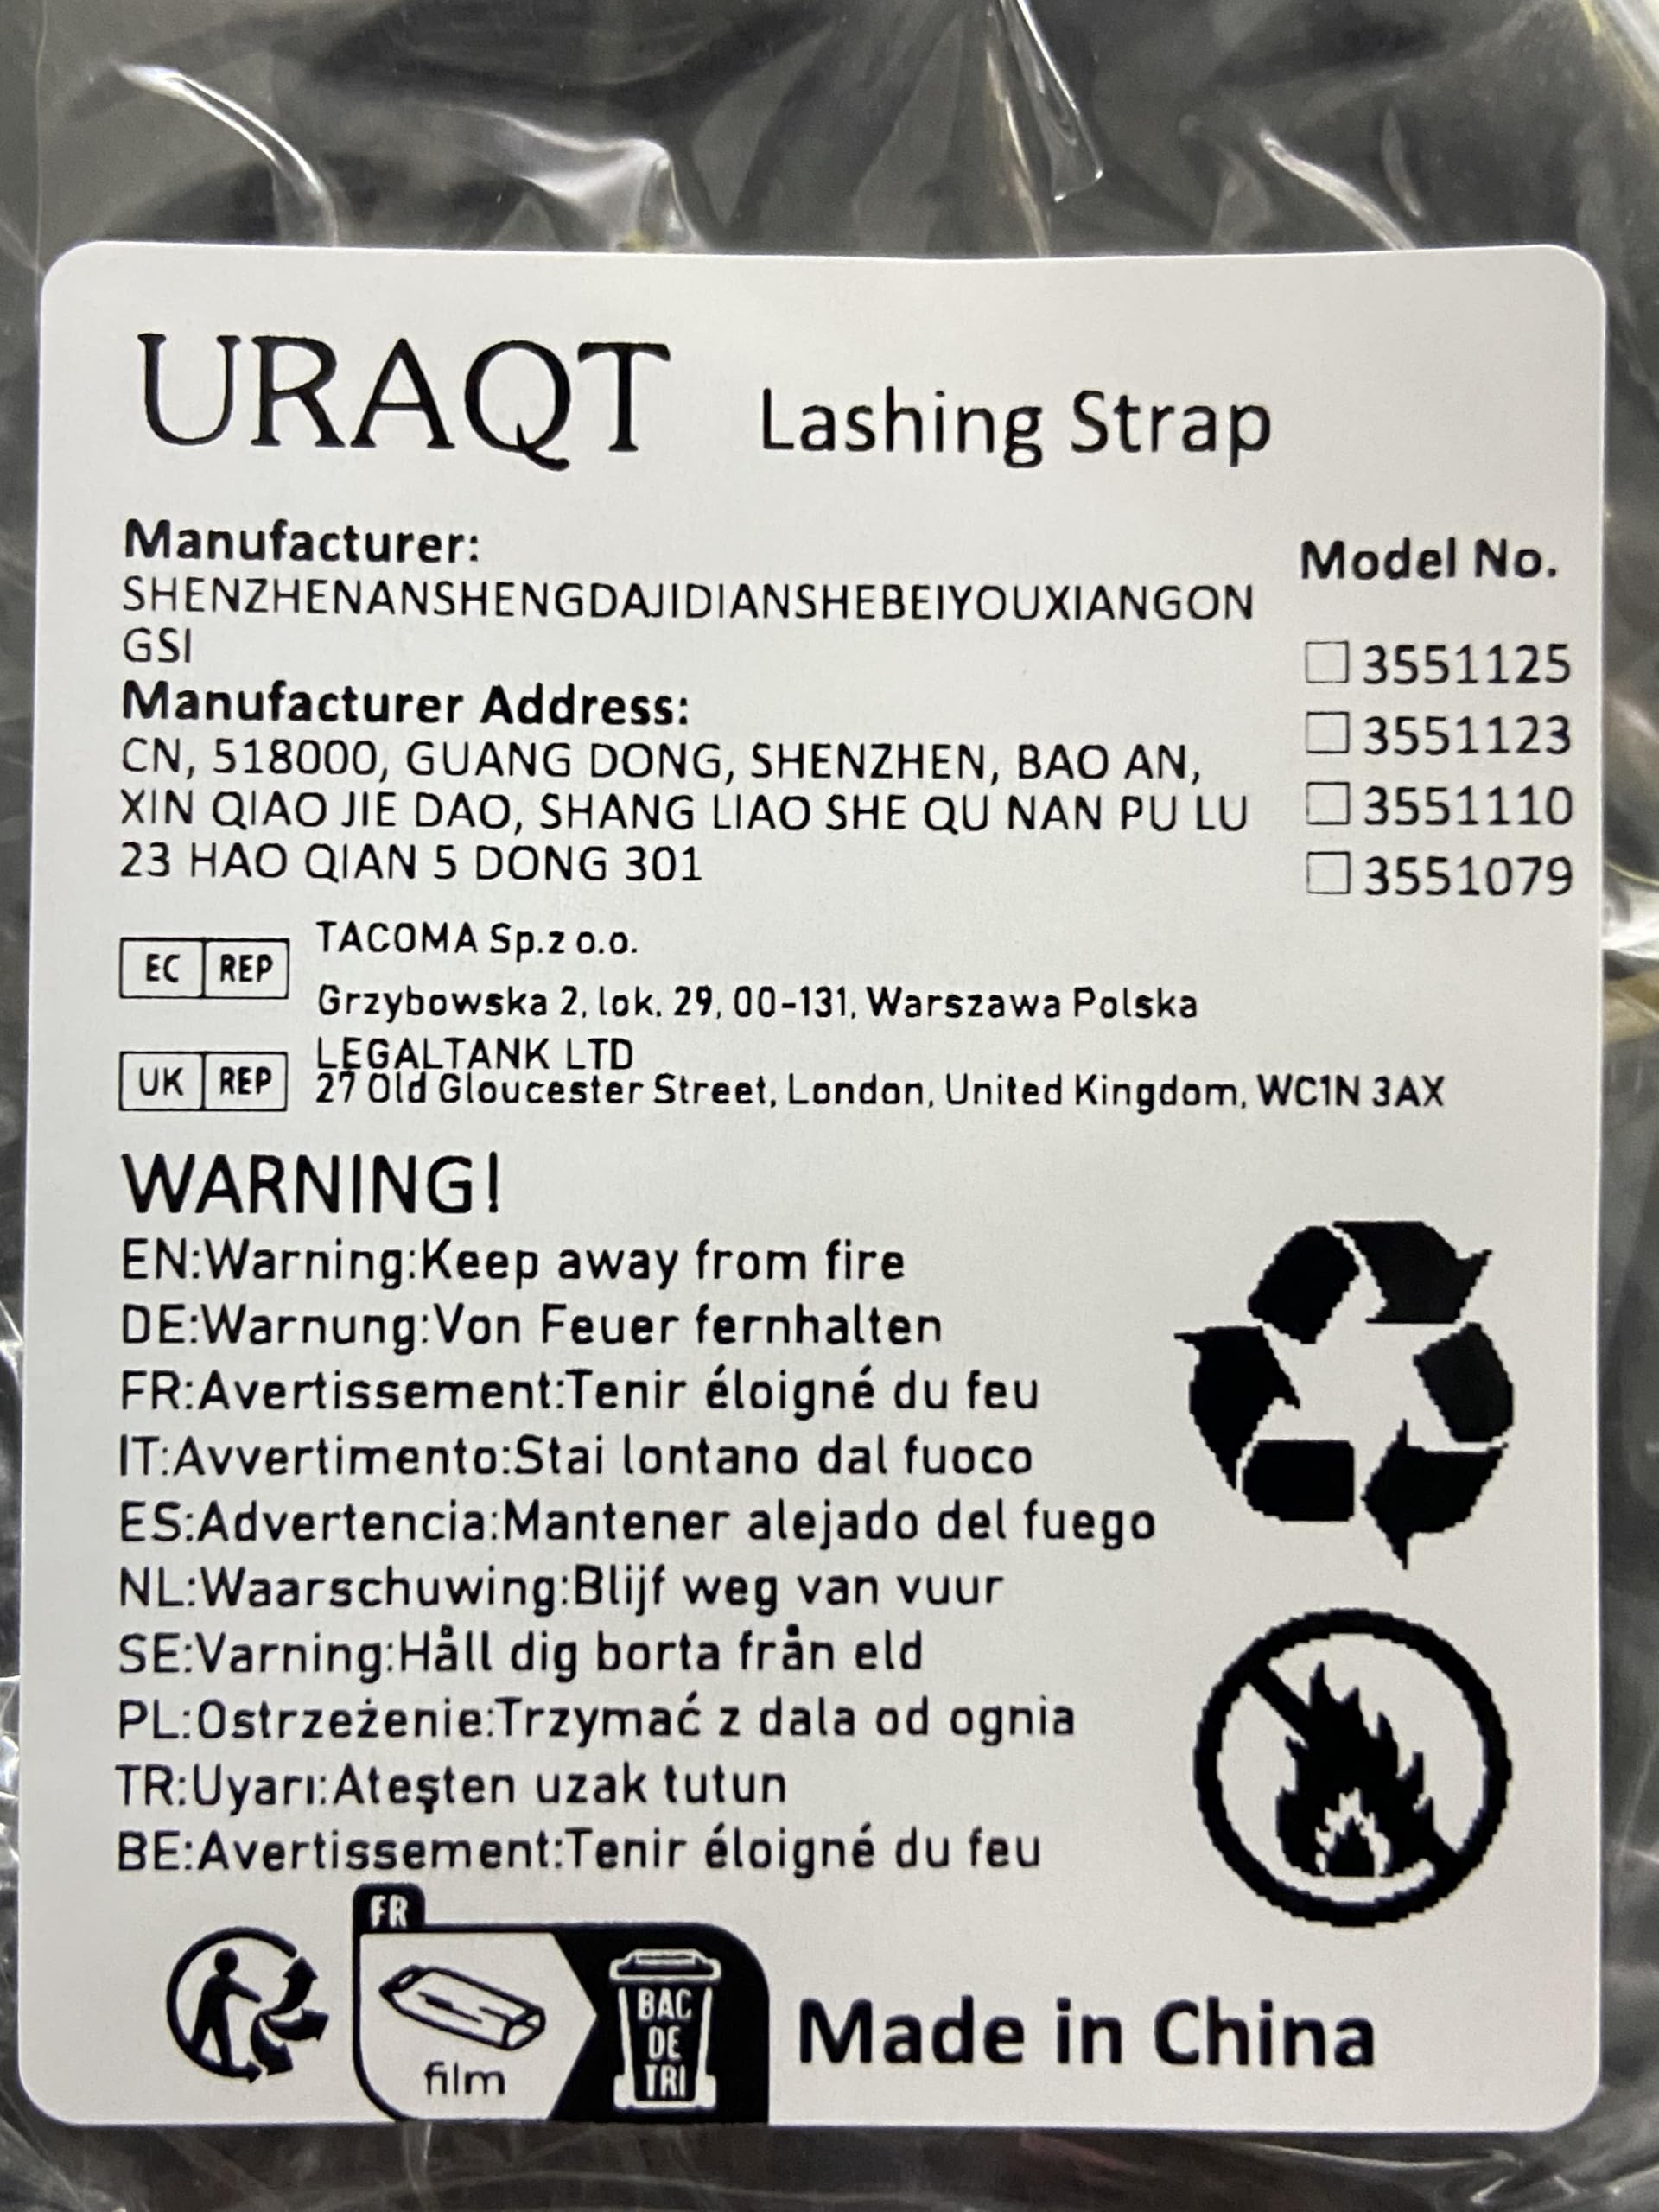 URAQT Lashing Strap
Manufacturer:
SHENZHENANSHENGDAJIDIANSHEBEIYOUXIANGON
GSI
Manufacturer Address:
CN, 518000, GUANG DONG, SHENZHEN, BAO AN,
XIN QIAO JIE DAO, SHANG LIAO SHE QU NAN PU LU
23 HAO QIAN 5 DONG 301
Model No.
3551125
3551123
3551110
3551079
EC REP
TACOMA Sp.z o.o.
Grzybowska 2, lok. 29, 00-131, Warszawa Polska
UK REP
LEGALTANK LTD
27 Old Gloucester Street, London, United Kingdom, WC1N 3AX
WARNING!
EN:Warning:Keep away from fire
DE:Warnung:Von Feuer fernhalten
FR:Avertissement:Tenir éloigné du feu
IT:Avvertimento:Stai lontano dal fuoco
ES:Advertencia:Mantener alejado del fuego
NL:Waarschuwing:Blijf weg van vuur
SE:Varning:Håll dig borta från eld
PL:Ostrzeżenie:Trzymać z dala od ognia
TR:Uyarı:Ateşten uzak tutun
BE:Avertissement:Tenir éloigné du feu
FR
film
BAC
DE
TRI
Made in China